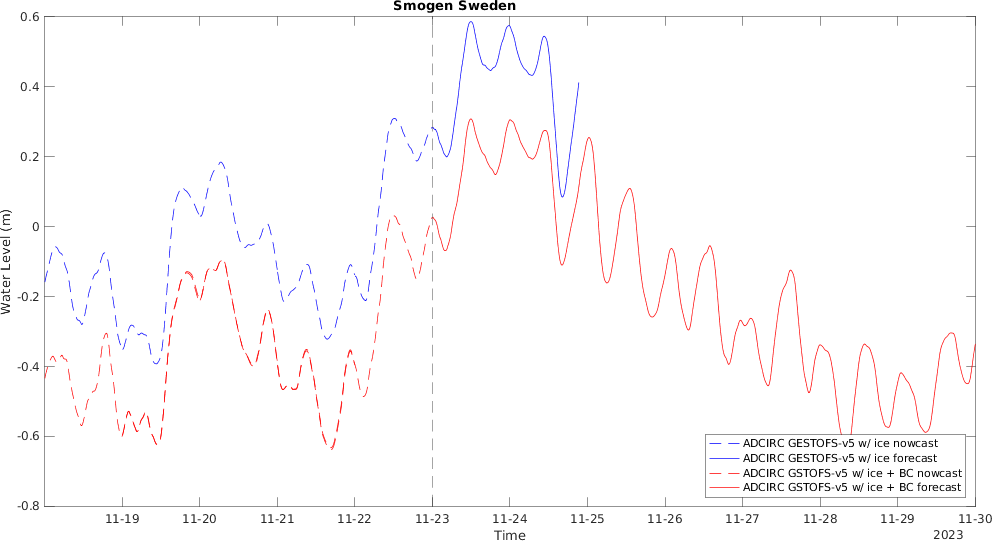 Smogen Sweden
0.6
0.4
0.2
0
-0.2
-0.4
-0.6
-0.8
Water Level (m)
ADCIRC GESTOFS-v5 w/ ice nowcast
ADCIRC GESTOFS-v5 w/ ice forecast
ADCIRC GSTOFS-v5 w/ ice + BC nowcast
ADCIRC GSTOFS-v5 w/ ice + BC forecast
11-19 11-20 11-21 11-22 11-23 11-24 11-25 11-26 11-27 11-28 11-29 11-30
Time
2023